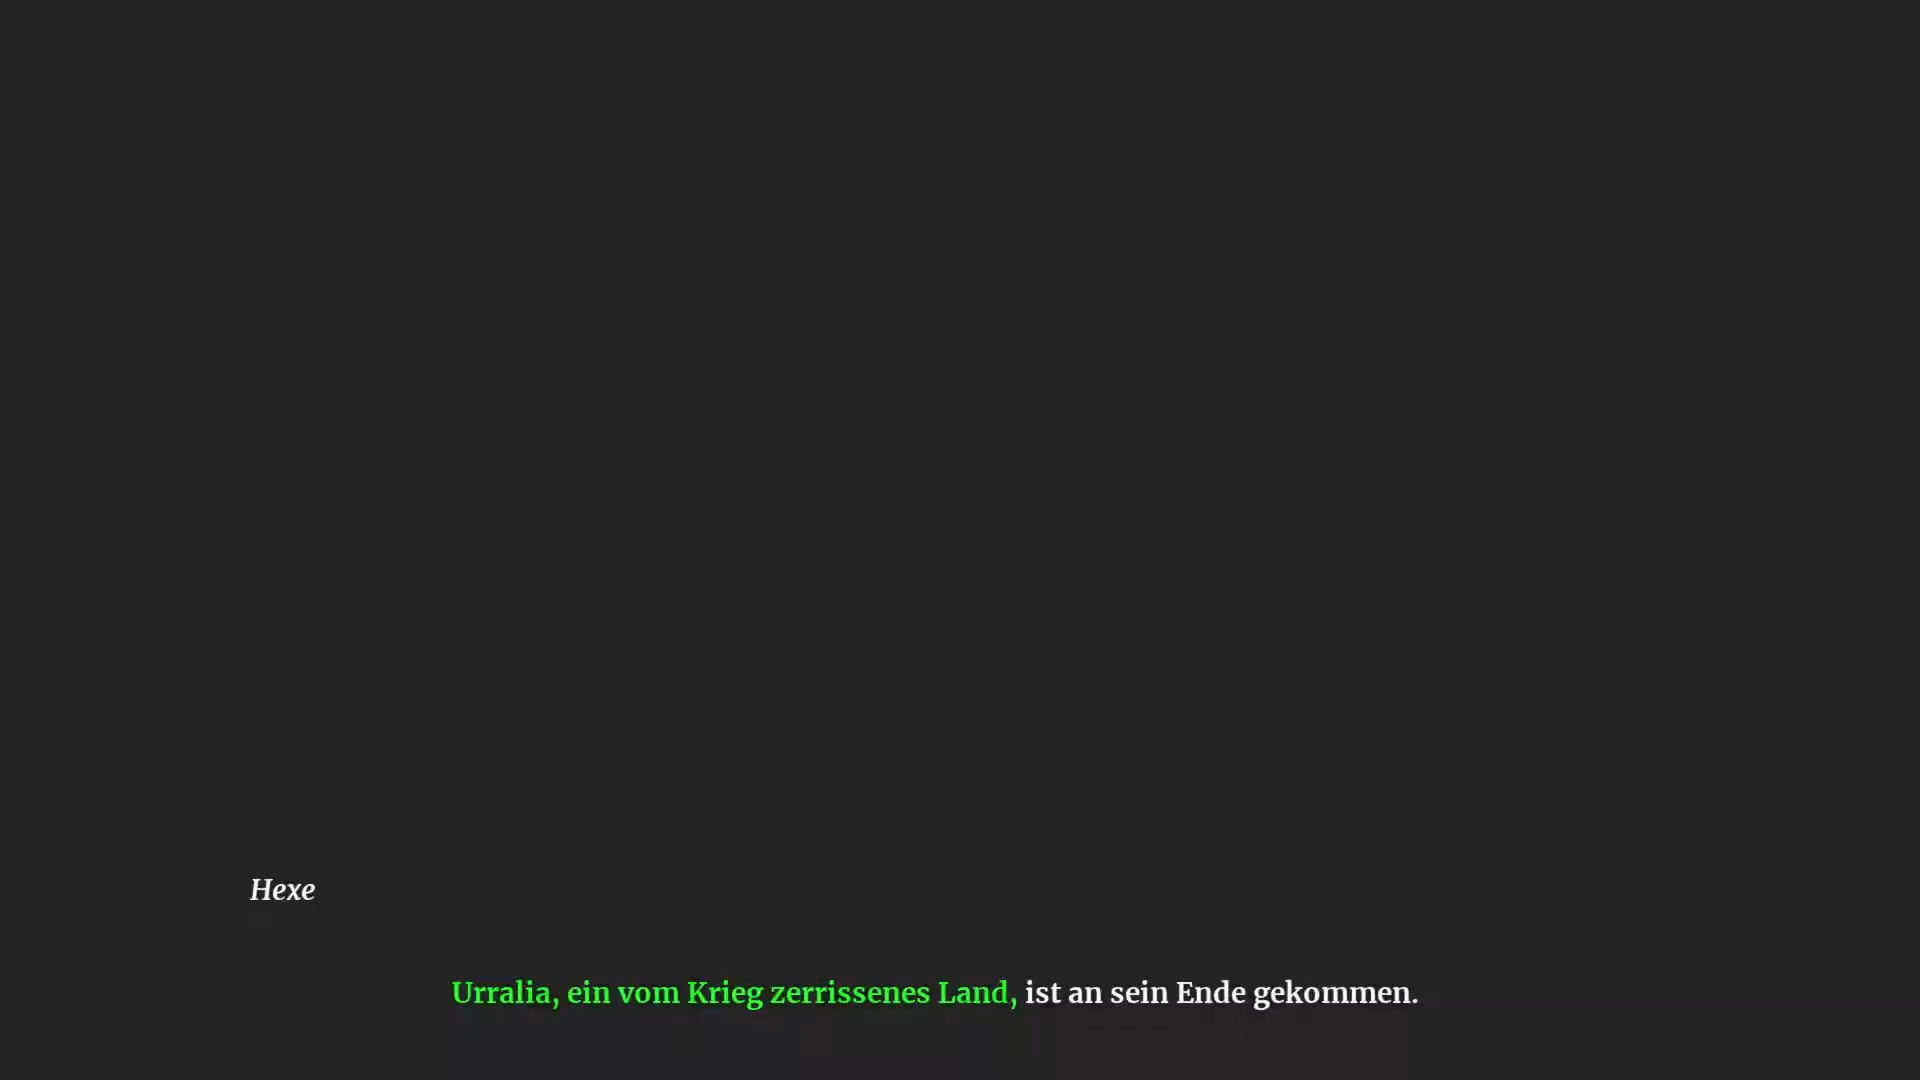 Hexe
Urralia, ein vom Krieg zerrissenes Land, ist an sein Ende gekommen.